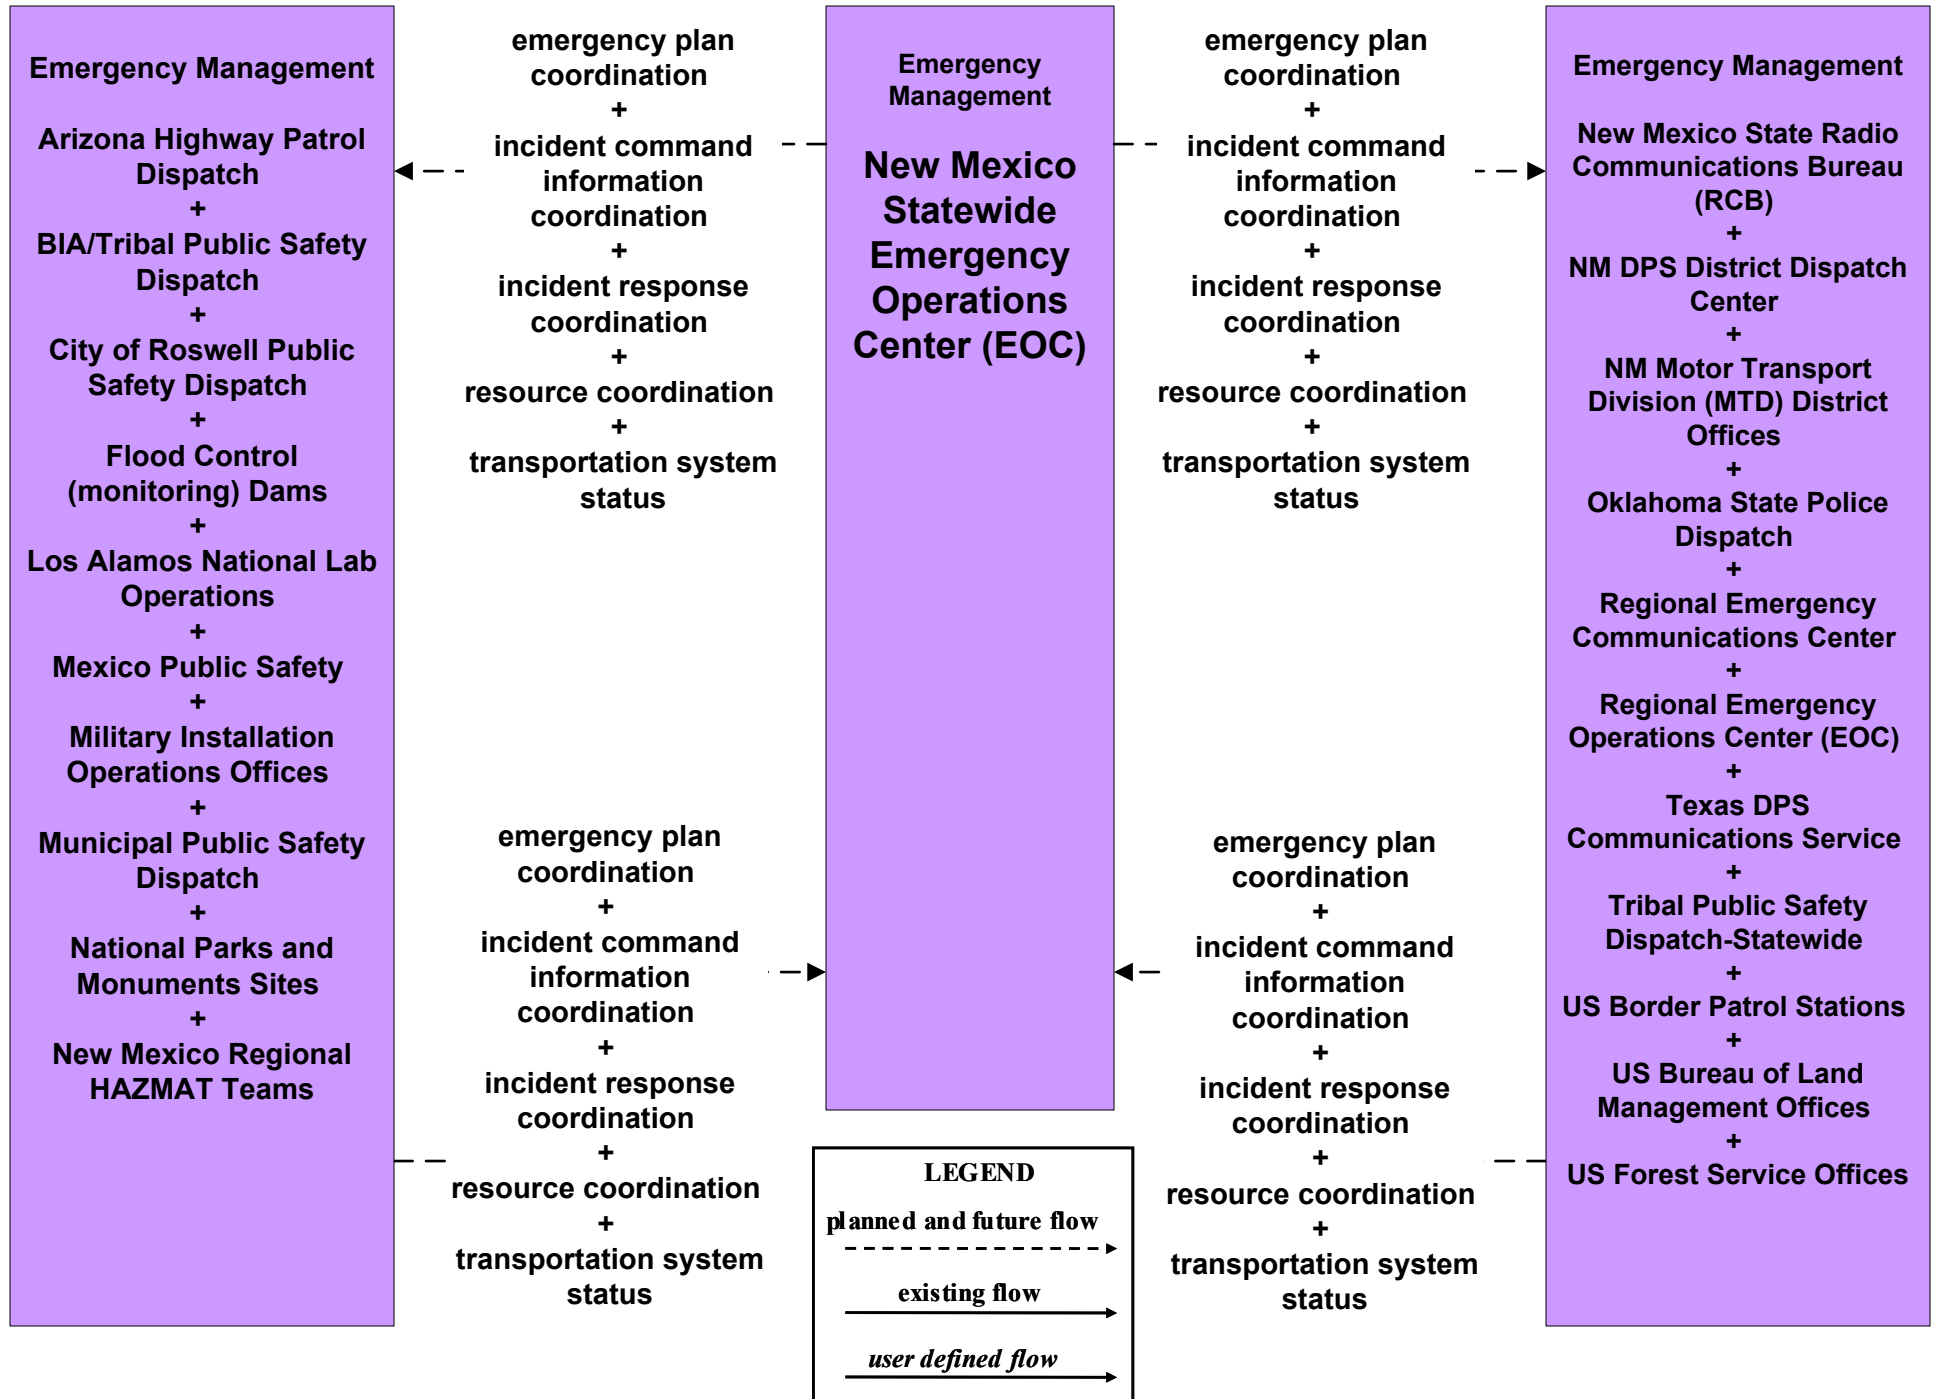 Emergency Management
Arizona Highway Patrol
Dispatch
+
BIA/Tribal Public Safety
Dispatch
+
City of Roswell Public
Safety Dispatch
+
Flood Control
(monitoring) Dams
+
Los Alamos National Lab
Operations
+
Mexico Public Safety
+
Military Installation
Operations Offices
+
Municipal Public Safety
Dispatch
+
National Parks and
Monuments Sites
+
New Mexico Regional
HAZMAT Teams
emergency plan
coordination
+
incident command
information
coordination
+
incident response
coordination
+
resource coordination
+
transportation system
status
emergency plan
coordination
+
incident command
information
coordination
+
incident response
coordination
+
resource coordination
+
transportation system
status
Emergency
Management
New Mexico
Statewide
Emergency
Operations
Center (EOC)
emergency plan
coordination
+
incident command
information
coordination
+
incident response
coordination
+
resource coordination
+
transportation system
status
emergency plan
coordination
+
incident command
information
coordination
+
incident response
coordination
+
resource coordination
+
transportation system
status
Emergency Management
New Mexico State Radio
Communications Bureau
(RCB)
+
NM DPS District Dispatch
Center
+
NM Motor Transport
Division (MTD) District
Offices
+
Oklahoma State Police
Dispatch
+
Regional Emergency
Communications Center
+
Regional Emergency
Operations Center (EOC)
+
Texas DPS
Communications Service
+
Tribal Public Safety
Dispatch-Statewide
+
US Border Patrol Stations
+
US Bureau of Land
Management Offices
+
US Forest Service Offices
LEGEND
planned and future flow
existing flow
user defined flow